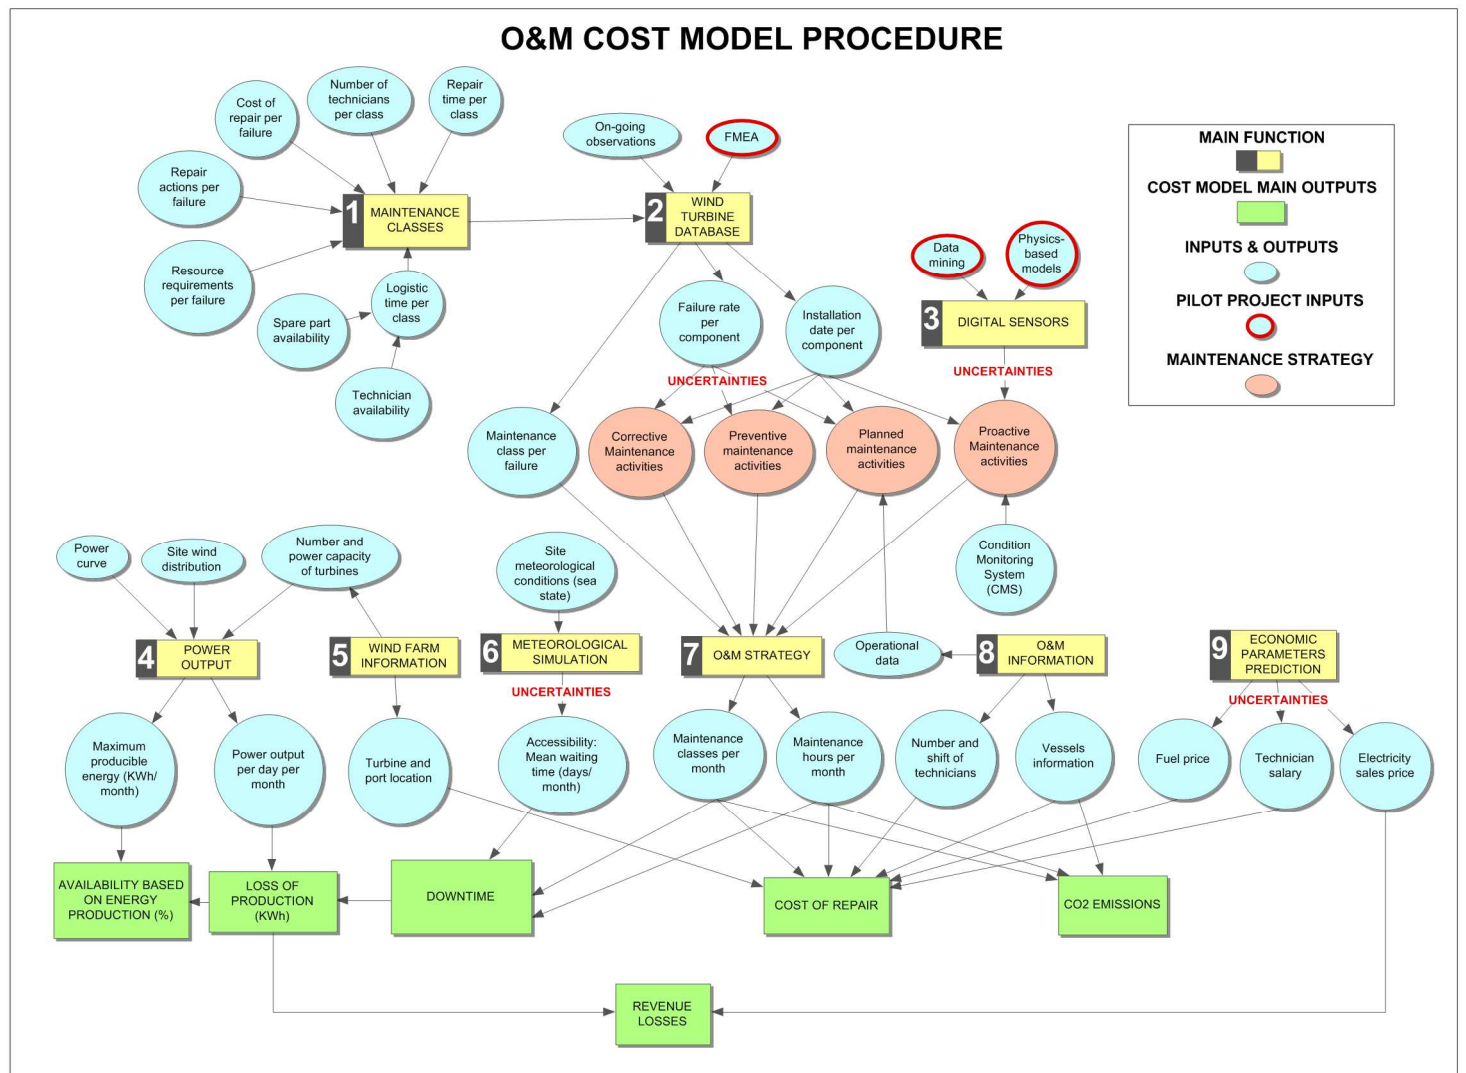 O&M COST MODEL PROCEDURE
Cost of
repair per
failure
Number of
technicians
per class
Repair
time per
class
Repair
actions per
failure
Resource
requirements
per failure
1
MAINTENANCE
CLASSES
Logistic
time per
class
Spare part
availability
Technician
availability
On-going
observations
FMEA
2
WIND
TURBINE
DATABASE
Data
mining
Physics-
based
models
3
DIGITAL SENSORS
MAIN FUNCTION
COST MODEL MAIN OUTPUTS
INPUTS & OUTPUTS
PILOT PROJECT INPUTS
MAINTENANCE STRATEGY
Failure rate
per
component
Installation
date per
component
UNCERTAINTIES
UNCERTAINTIES
Maintenance
class per
failure
Corrective
Maintenance
activities
Preventive
maintenance
activities
Planned
maintenance
activities
Proactive
Maintenance
activities
Condition
Monitoring
System
(CMS)
Power
curve
Site wind
distribution
Number and
power capacity
of turbines
Site
meteorological
conditions (sea
state)
4
POWER
OUTPUT
5
WIND FARM
INFORMATION
6
METEOROLOGICAL
SIMULATION
7
O&M STRATEGY
Operational
data
8
O&M
INFORMATION
9
ECONOMIC
PARAMETERS
PREDICTION
UNCERTAINTIES
UNCERTAINTIES
Maximum
producible
energy (KWh/
month)
Power output
per day per
month
Turbine and
port location
Accessibility:
Mean waiting
time (days/
month)
Maintenance
classes per
month
Maintenance
hours per
month
Number and
shift of
technicians
Vessels
information
Fuel price
Technician
salary
Electricity
sales price
AVAILABILITY BASED
ON ENERGY
PRODUCTION (%)
LOSS OF
PRODUCTION
(KWh)
DOWNTIME
COST OF REPAIR
CO2 EMISSIONS
REVENUE
LOSSES